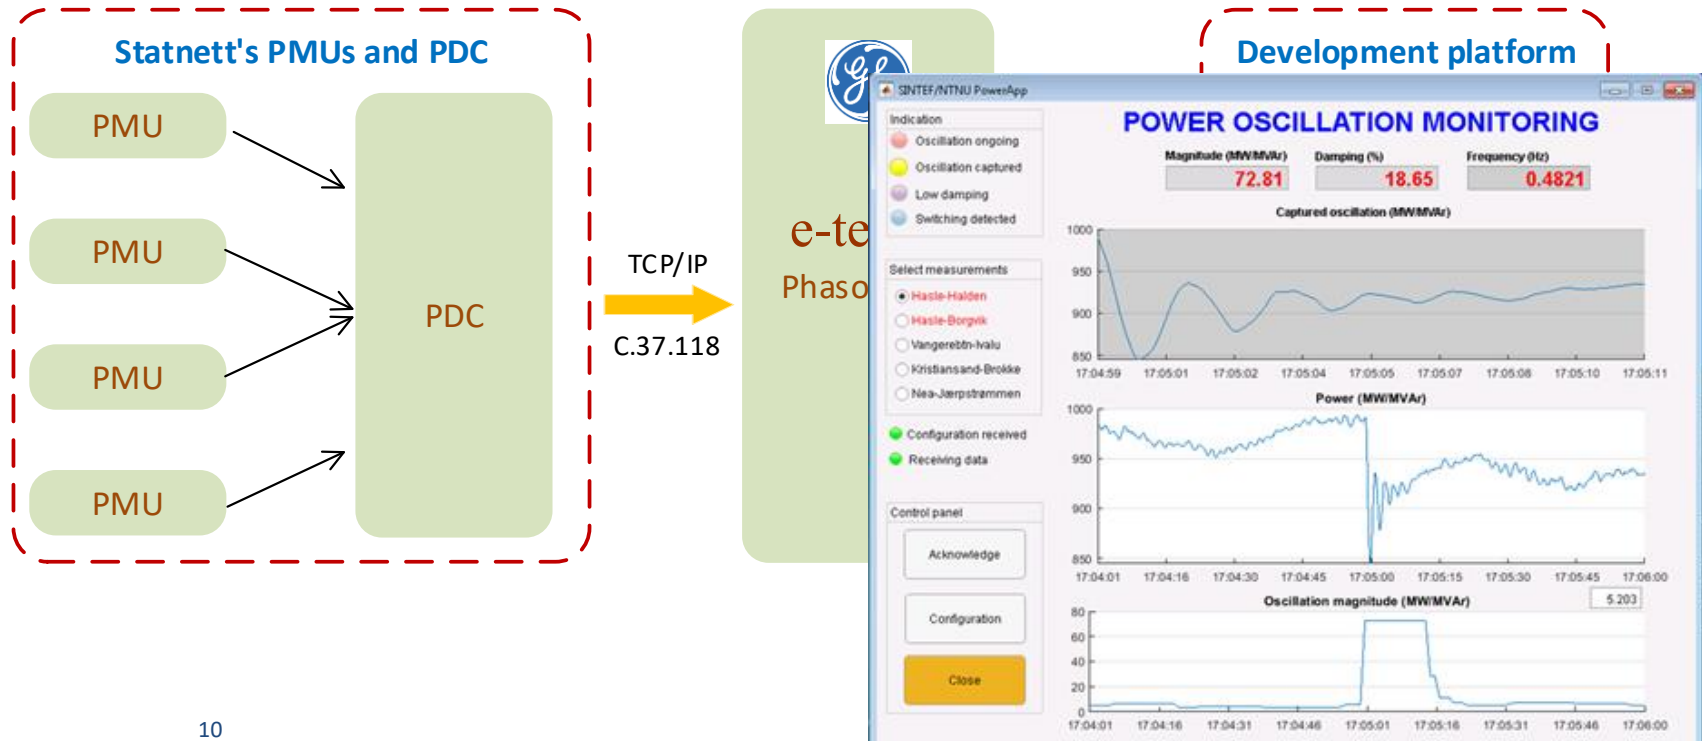 Statnett's PMUs and PDC
PMU
PMU
PMU
PMU
PDC
TCP/IP
C.37.118
e-te
Phaso
Development platform
SINTEF/NTNU PowerApp
Indication
Oscillation ongoing
Oscillation captured
Low damping
Switching detected
Select measurements
Hasle-Halden
Hasle-Borgvik
Vangerebtn-Ivalu
Kristiansand-Brokke
Nea-Jærpstrømmen
Configuration received
Receiving data
Control panel
Acknowledge
Configuration
Close
POWER OSCILLATION MONITORING
Magnitude (MW/MVAr) Damping (%) Frequency (Hz)
72.81 18.65 0.4821
Captured oscillation (MW/MVAr)
1000
950
900
850
17:04:59 17:05:01 17:05:02 17:05:04 17:05:05 17:05:07 17:05:08 17:05:10 17:05:11
Power (MW/MVAr)
1000
950
900
850
17:04:01 17:04:16 17:04:30 17:04:45 17:05:00 17:05:15 17:05:30 17:05:45 17:06:00
Oscillation magnitude (MW/MVAr) 5.203
80
60
40
20
0
17:04:01 17:04:16 17:04:31 17:04:46 17:05:01 17:05:16 17:05:31 17:05:46 17:06:00
10